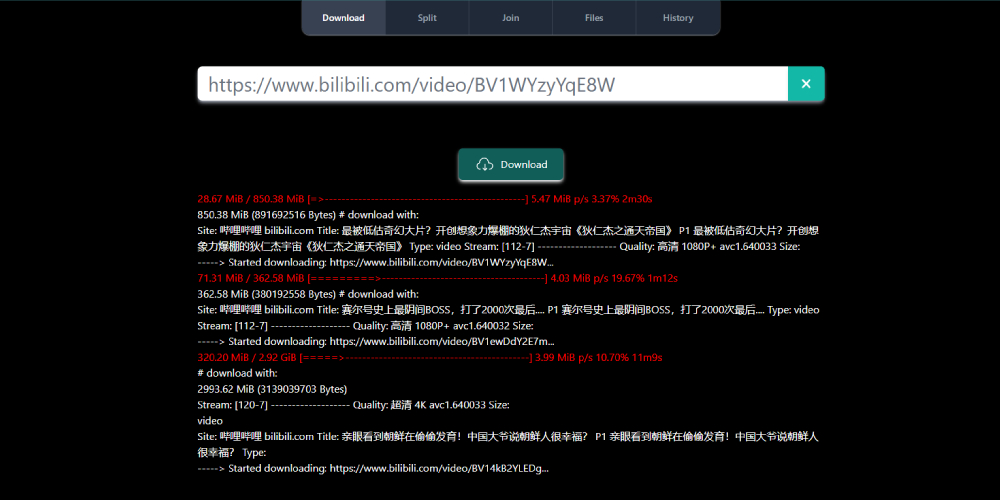 Download
Split
Join
Files
History
https://www.bilibili.com/video/BV1WYzyYqE8W
Download
28.67 MiB / 850.38 MiB [=>------------------------------------------------] 5.47 MiB p/s 3.37% 2m30s
850.38 MiB (891692516 Bytes) # download with:
Site: 哔哩哔哩 bilibili.com Title: 最被低估奇幻大片？开创想象力爆棚的狄仁杰宇宙《狄仁杰之通天帝国》 P1 最被低估奇幻大片？开创想
象力爆棚的狄仁杰宇宙《狄仁杰之通天帝国》 Type: video Stream: [112-7] ------------------- Quality: 高清 1080P+ avc1.640033 Size:
-----> Started downloading: https://www.bilibili.com/video/BV1WYzyYqE8W...
71.31 MiB / 362.58 MiB [=========>---------------------------------------] 4.03 MiB p/s 19.67% 1m12s
362.58 MiB (380192558 Bytes) # download with:
Site: 哔哩哔哩 bilibili.com Title: 赛尔号史上最阴间BOSS，打了2000次最后.... P1 赛尔号史上最阴间BOSS，打了2000次最后.... Type: video
Stream: [112-7] ------------------- Quality: 高清 1080P+ avc1.640032 Size:
-----> Started downloading: https://www.bilibili.com/video/BV1ewDdY2E7m...
320.20 MiB / 2.92 GiB [=====>--------------------------------------------] 3.99 MiB p/s 10.70% 11m9s
# download with:
2993.62 MiB (3139039703 Bytes)
Stream: [120-7] ------------------- Quality: 超清 4K avc1.640033 Size:
video
Site: 哔哩哔哩 bilibili.com Title: 亲眼看到朝鲜在偷偷发育！中国大爷说朝鲜人很幸福？ P1 亲眼看到朝鲜在偷偷发育！中国大爷说朝鲜人
很幸福？ Type:
-----> Started downloading: https://www.bilibili.com/video/BV14kB2YLEDg...